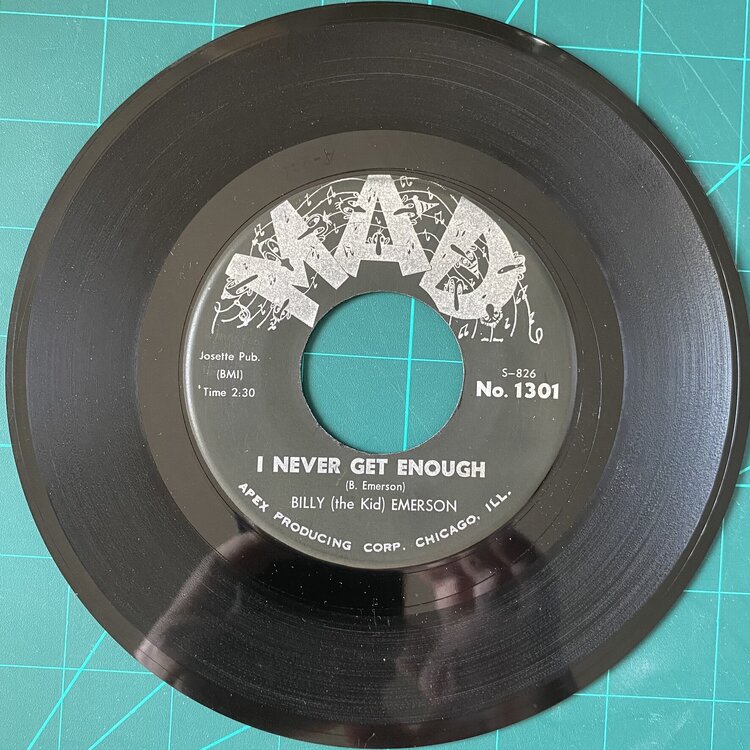 MAD
Josette Pub.
(BMI)
Time 2:30
S-826
No. 1301
I NEVER GET ENOUGH
(B. Emerson)
BILLY (the Kid) EMERSON
APEX PRODUCING CORP. CHICAGO, ILL.